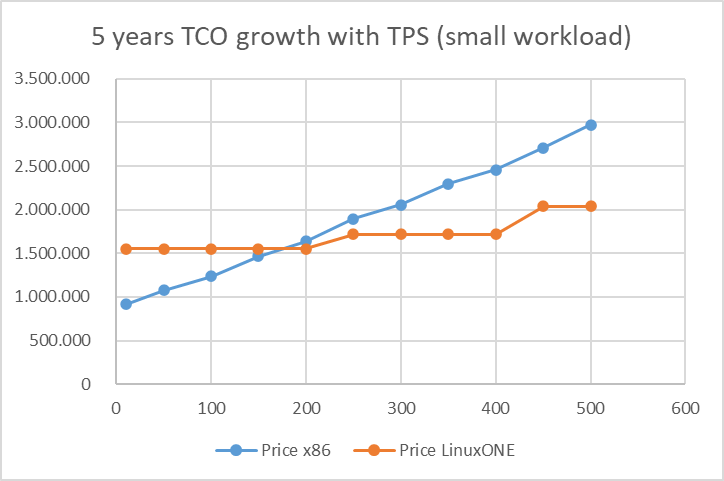 5 years TCO growth with TPS (small workload)
3.500.000
3.000.000
2.500.000
2.000.000
1.500.000
1.000.000
500.000
0
0 100 200 300 400 500 600
Price x86 Price LinuxONE